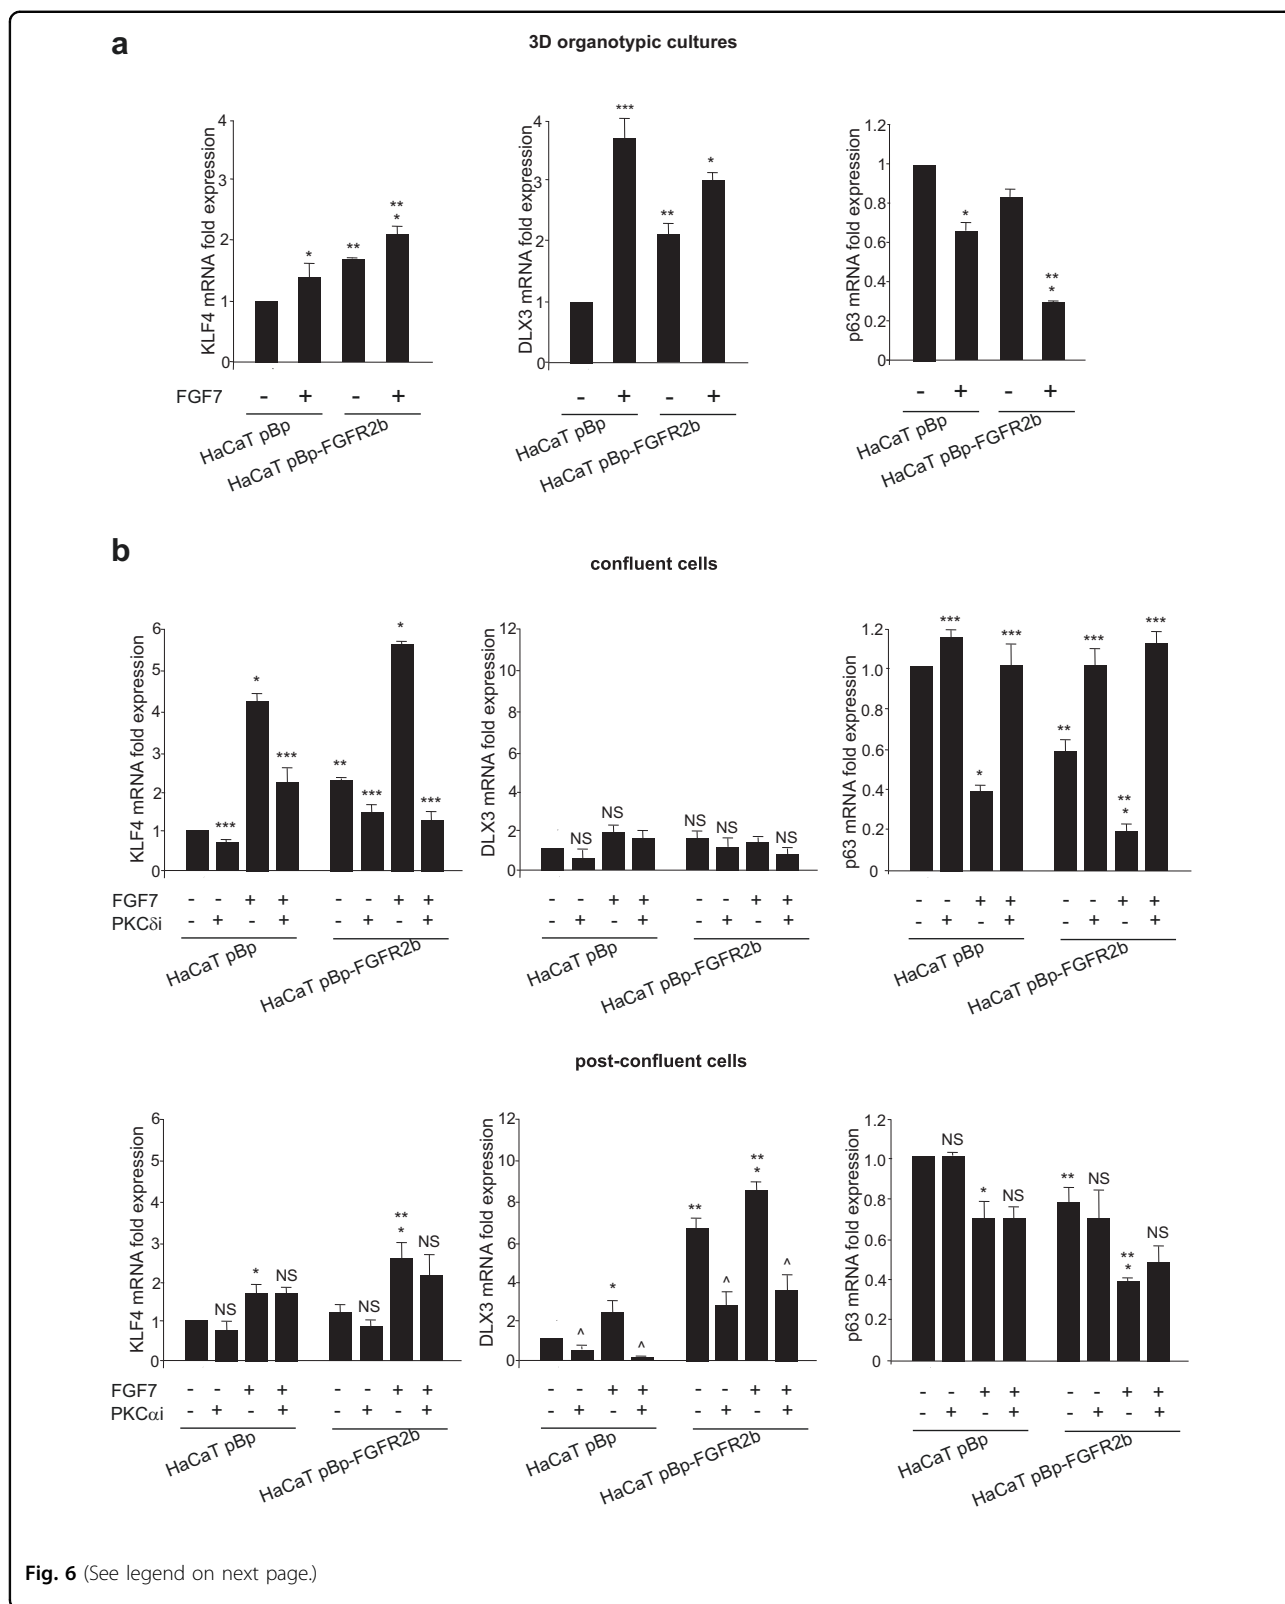 a
3D organotypic cultures
KLF4 mRNA fold expression
4
3
2
1
0
*
**
**
*
FGF7
- + - +
HaCaT pBp
HaCaT pBp-FGFR2b
DLX3 mRNA fold expression
4
3
2
1
0
***
**
*
- + - +
HaCaT pBp
HaCaT pBp-FGFR2b
p63 mRNA fold expression
1.2
1
0.8
0.6
0.4
0.2
0
*
**
*
- + - +
HaCaT pBp
HaCaT pBp-FGFR2b
b
confluent cells
KLF4 mRNA fold expression
6
5
4
3
2
1
0
*** * *** ** *** * ***
FGF7 - - + + - - + +
PKCδi - + - + - + - +
HaCaT pBp
HaCaT pBp-FGFR2b
DLX3 mRNA fold expression
12
10
8
6
4
2
0
NS NS NS NS NS
- - + + - - + +
- + - + - + - +
HaCaT pBp
HaCaT pBp-FGFR2b
p63 mRNA fold expression
1.2
1.0
0.8
0.6
0.4
0.2
0
*** * *** ** *** ** ***
*
- - + + - - + +
- + - + - + - +
HaCaT pBp
HaCaT pBp-FGFR2b
post-confluent cells
KLF4 mRNA fold expression
6
5
4
3
2
1
0
NS * NS NS ** NS
*
FGF7 - - + + - - + +
PKCαi - + - + - + - +
HaCaT pBp
HaCaT pBp-FGFR2b
DLX3 mRNA fold expression
12
10
8
6
4
2
0
^ * ^ ** ^ ** ^
*
- - + + - - + +
- + - + - + - +
HaCaT pBp
HaCaT pBp-FGFR2b
p63 mRNA fold expression
1.2
1.0
0.8
0.6
0.4
0.2
0
NS * NS ** NS ** NS
*
- - + + - - + +
- + - + - + - +
HaCaT pBp
HaCaT pBp-FGFR2b
Fig. 6 (See legend on next page.)